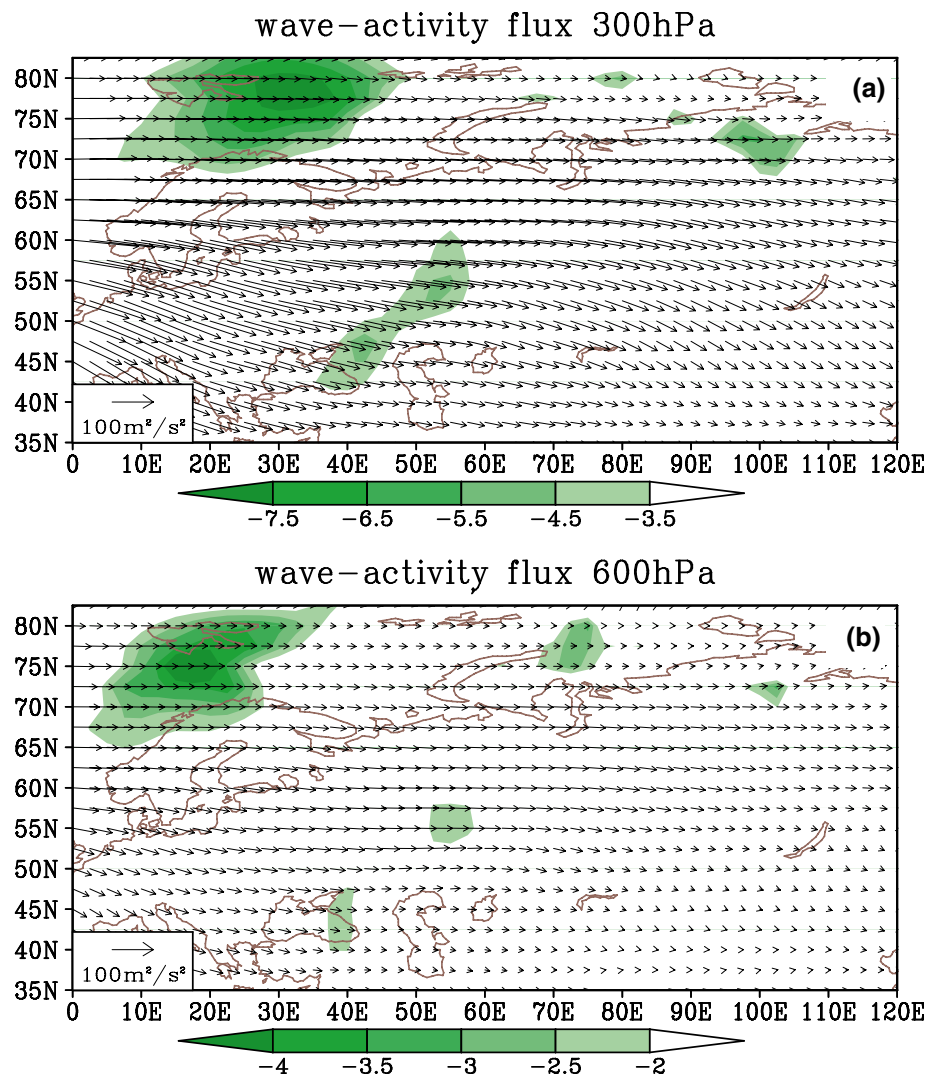 wave-activity flux 300hPa
(a)
80N
75N
70N
65N
60N
55N
50N
45N
40N
35N
100m²/s²
0 10E 20E 30E 40E 50E 60E 70E 80E 90E 100E 110E 120E
-7.5 -6.5 -5.5 -4.5 -3.5
wave-activity flux 600hPa
(b)
80N
75N
70N
65N
60N
55N
50N
45N
40N
35N
100m²/s²
0 10E 20E 30E 40E 50E 60E 70E 80E 90E 100E 110E 120E
-4 -3.5 -3 -2.5 -2